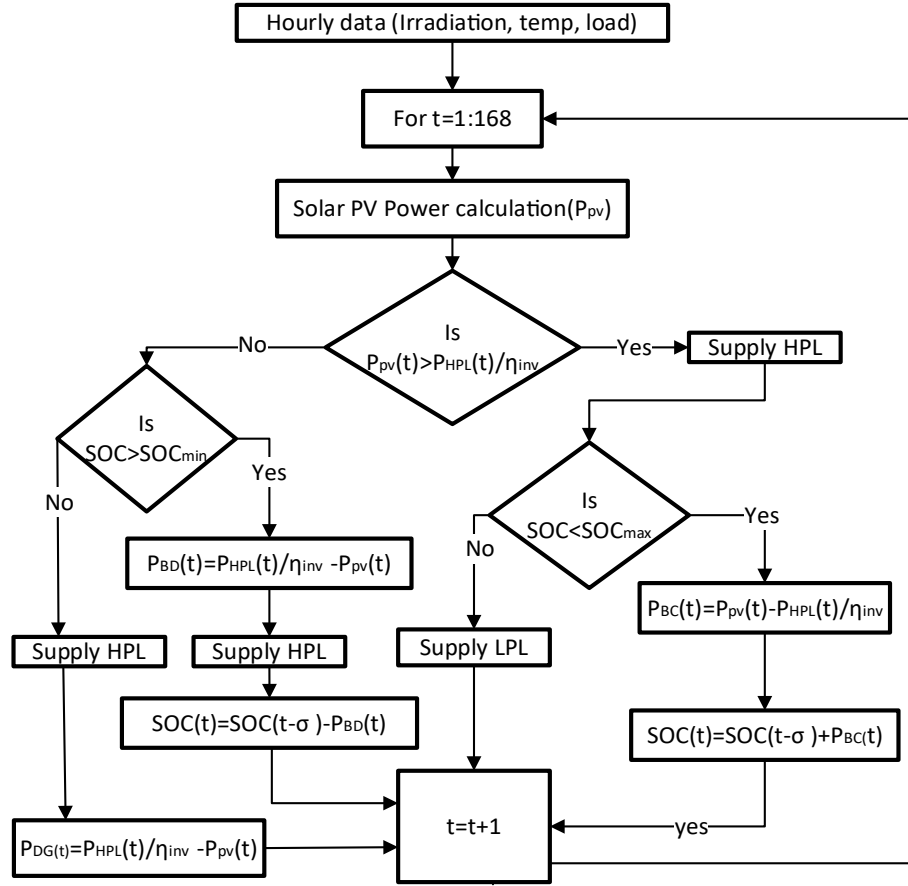 Hourly data (Irradiation, temp, load)
For t=1:168
Solar PV Power calculation(Ppv)
Is
Ppv(t)>PHPL(t)/ηinv
No
Yes
Supply HPL
Is
SOC>SOCmin
No
Yes
Is
SOC<SOCmax
No
Yes
PBD(t)=PHPL(t)/ηinv -Ppv(t)
PBC(t)=Ppv(t)-PHPL(t)/ηinv
Supply HPL
Supply HPL
Supply LPL
SOC(t)=SOC(t-σ )-PBD(t)
SOC(t)=SOC(t-σ )+PBC(t)
PDG(t)=PHPL(t)/ηinv -Ppv(t)
t=t+1
yes